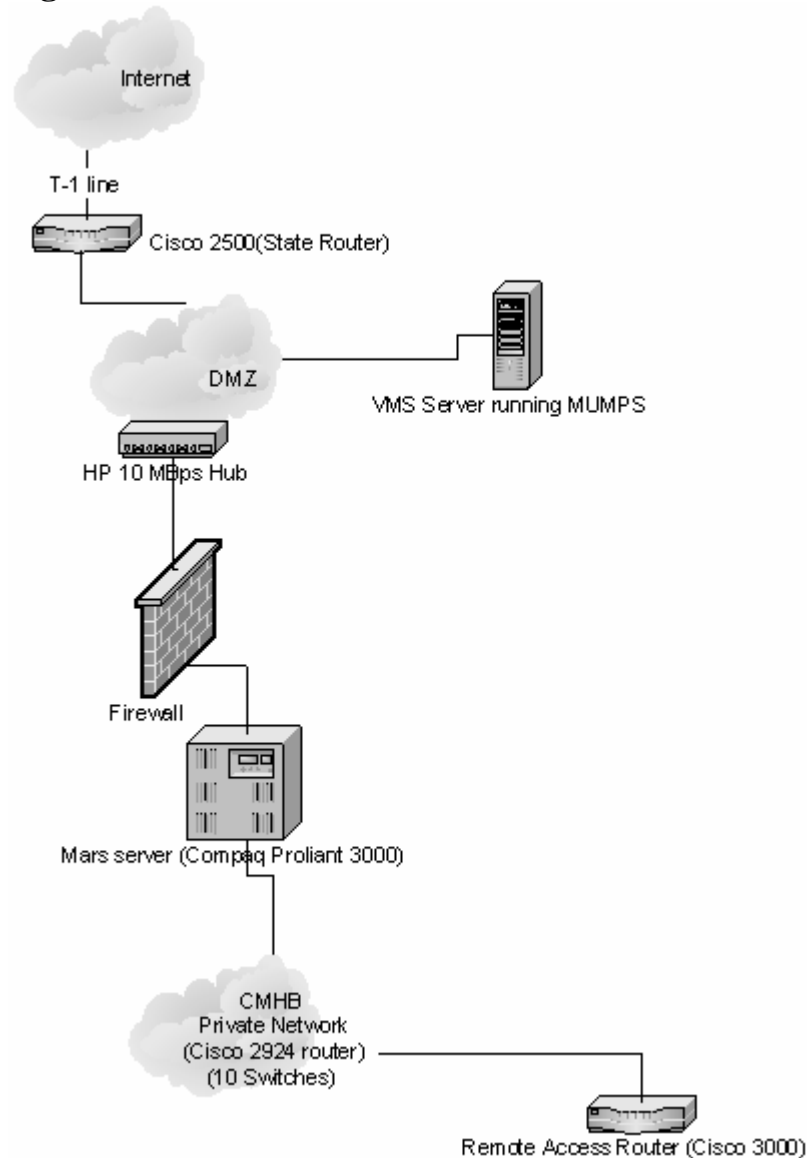 Internet
T-1 line
Cisco 2500(State Router)
DMZ
VMS Server running MUMPS
HP 10 MBps Hub
Firewall
Mars server (Compaq Proliant 3000)
CMHB
Private Network
(Cisco 2924 router)
(10 Switches)
Remote Access Router (Cisco 3000)